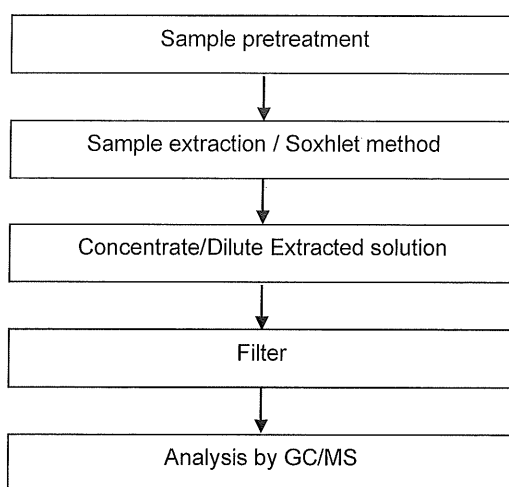 Sample pretreatment
Sample extraction / Soxhlet method
Concentrate/Dilute Extracted solution
Filter
Analysis by GC/MS